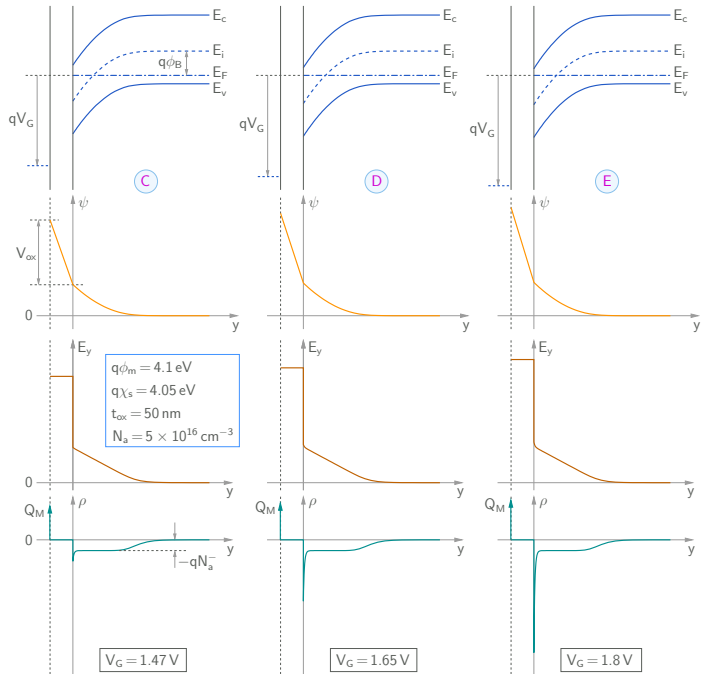 E_c
E_i
qϕ_B
E_F
E_v
qV_G
C
E_c
E_i
E_F
E_v
qV_G
D
E_c
E_i
E_F
E_v
qV_G
E
ψ
V_ox
0
y
ψ
y
ψ
y
E_y
qϕ_m = 4.1 eV
qχ_s = 4.05 eV
t_ox = 50 nm
N_a = 5 × 10^16 cm^−3
0
y
E_y
y
E_y
y
Q_M
ρ
0
y
−qN_a^−
Q_M
ρ
y
Q_M
ρ
y
V_G = 1.47 V
V_G = 1.65 V
V_G = 1.8 V